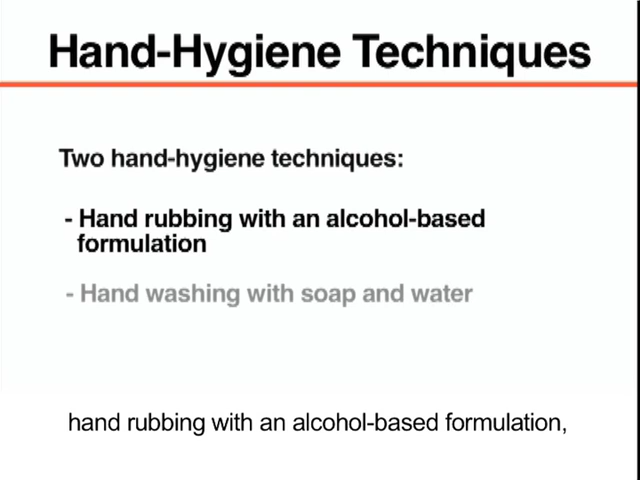 Hand-Hygiene Techniques
Two hand-hygiene techniques:
- Hand rubbing with an alcohol-based
formulation
- Hand washing with soap and water
hand rubbing with an alcohol-based formulation,